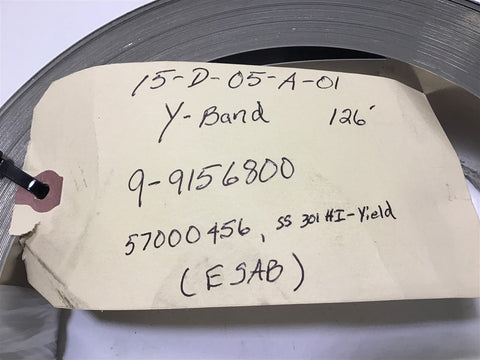 15-D-05-A-01
Y-Band 126'
9-9156800
57000456, SS 301 HI-Yield
(ESAB)